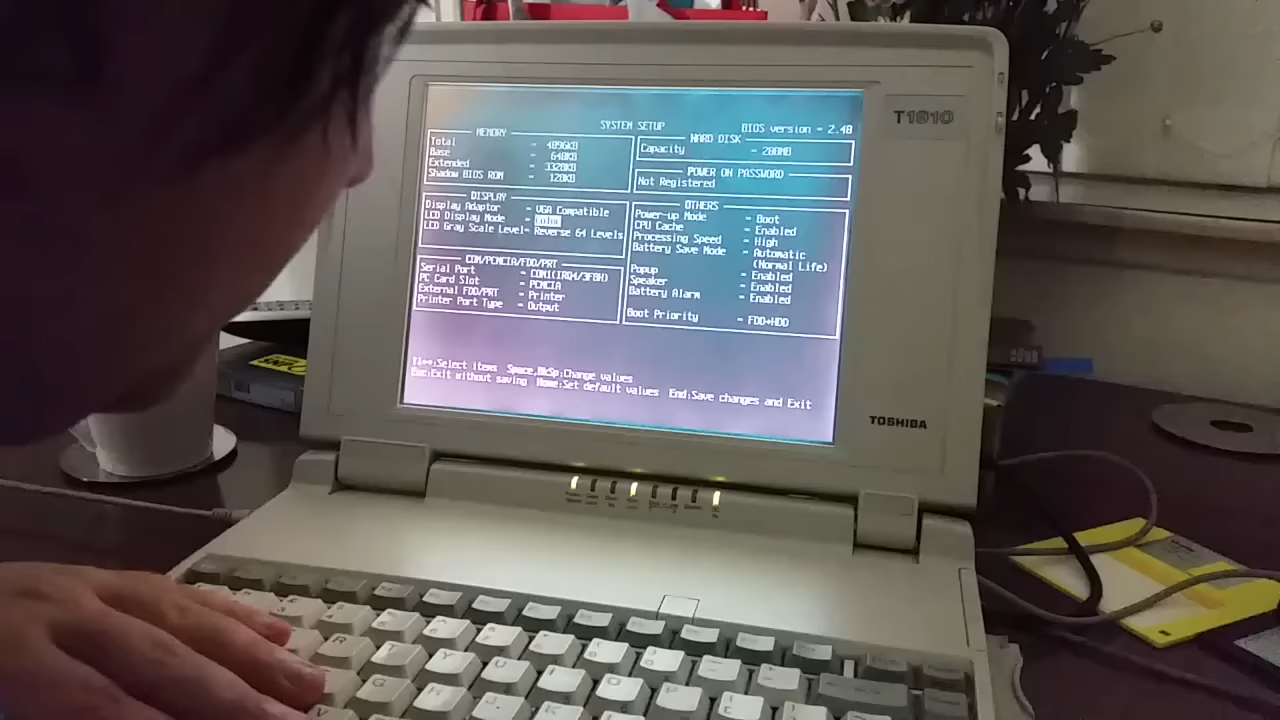 T1910
SYSTEM SETUP
BIOS version = 2.40
MEMORY
Total = 4096KB
Base = 640KB
Extended = 3328KB
Shadow BIOS ROM = 128KB
HARD DISK
Capacity = 200MB
POWER ON PASSWORD
Not Registered
DISPLAY
Display Adaptor = VGA Compatible
LCD Display Mode = Color
LCD Gray Scale Level= Reverse 64 Levels
OTHERS
Power-up Mode = Boot
CPU Cache = Enabled
Processing Speed = High
Battery Save Mode = Automatic
(Normal Life)
Popup = Enabled
Speaker = Enabled
Battery Alarm = Enabled
Boot Priority = FDD→HDD
COM/PCMCIA/FDD/PRT
Serial Port = COM1(IRQ4/3F8H)
PC Card Slot = PCMCIA
External FDD/PRT = Printer
Printer Port Type = Output
↑↓←→:Select items Space,BkSp:Change values
Esc:Exit without saving Home:Set default values End:Save changes and Exit
TOSHIBA
R T Y U I O P
G H J K
V